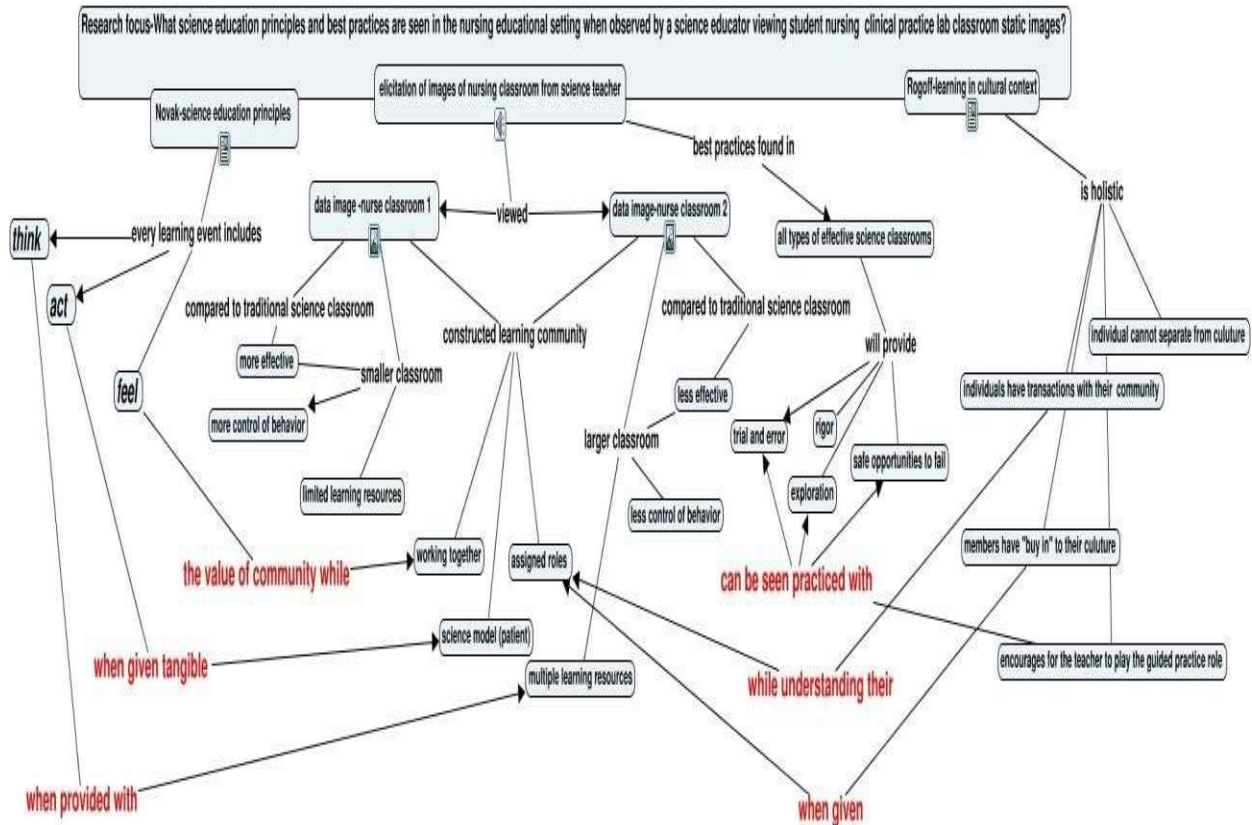 Research focus-What science education principles and best practices are seen in the nursing educational setting when observed by a science educator viewing student nursing clinical practice lab classroom static images?
elicitation of images of nursing classroom from science teacher
Rogoff-learning in cultural context
Novak-science education principles
best practices found in
is holistic
data image -nurse classroom 1
viewed
data image-nurse classroom 2
think
every learning event includes
all types of effective science classrooms
act
compared to traditional science classroom
constructed learning community
compared to traditional science classroom
will provide
individual cannot separate from culuture
more effective
smaller classroom
feel
less effective
individuals have transactions with their community
more control of behavior
larger classroom
trial and error
rigor
safe opportunities to fail
limited learning resources
exploration
less control of behavior
members have "buy in" to their culuture
working together
assigned roles
the value of community while
can be seen practiced with
science model (patient)
when given tangible
encourages for the teacher to play the guided practice role
multiple learning resources
while understanding their
when provided with
when given